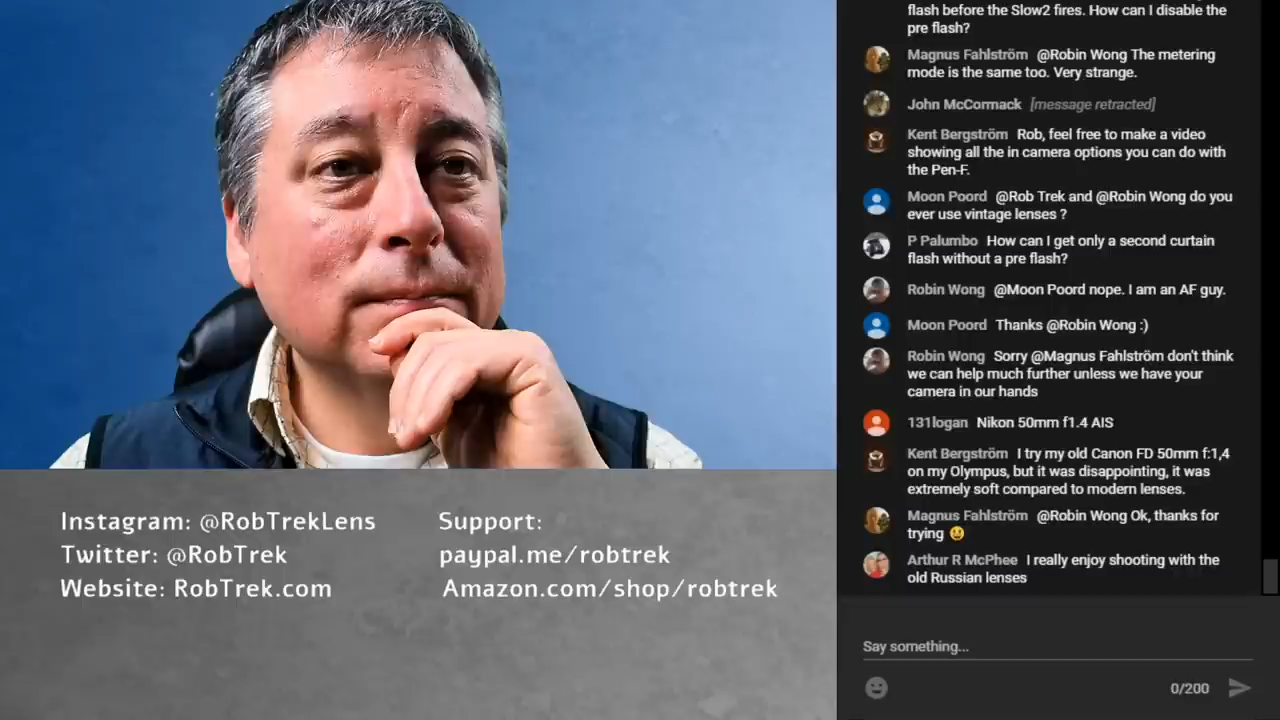 Instagram: @RobTrekLens
Twitter: @RobTrek
Website: RobTrek.com
Support:
paypal.me/robtrek
Amazon.com/shop/robtrek
flash before the Slow2 fires. How can I disable the
pre flash?
Magnus Fahlström @Robin Wong The metering
mode is the same too. Very strange.
John McCormack [message retracted]
Kent Bergström Rob, feel free to make a video
showing all the in camera options you can do with
the Pen-F.
Moon Poord @Rob Trek and @Robin Wong do you
ever use vintage lenses ?
P Palumbo How can I get only a second curtain
flash without a pre flash?
Robin Wong @Moon Poord nope. I am an AF guy.
Moon Poord Thanks @Robin Wong :)
Robin Wong Sorry @Magnus Fahlström don't think
we can help much further unless we have your
camera in our hands
131logan Nikon 50mm f1.4 AIS
Kent Bergström I try my old Canon FD 50mm f:1,4
on my Olympus, but it was disappointing, it was
extremely soft compared to modern lenses.
Magnus Fahlström @Robin Wong Ok, thanks for
trying 😃
Arthur R McPhee I really enjoy shooting with the
old Russian lenses
Say something...
0/200